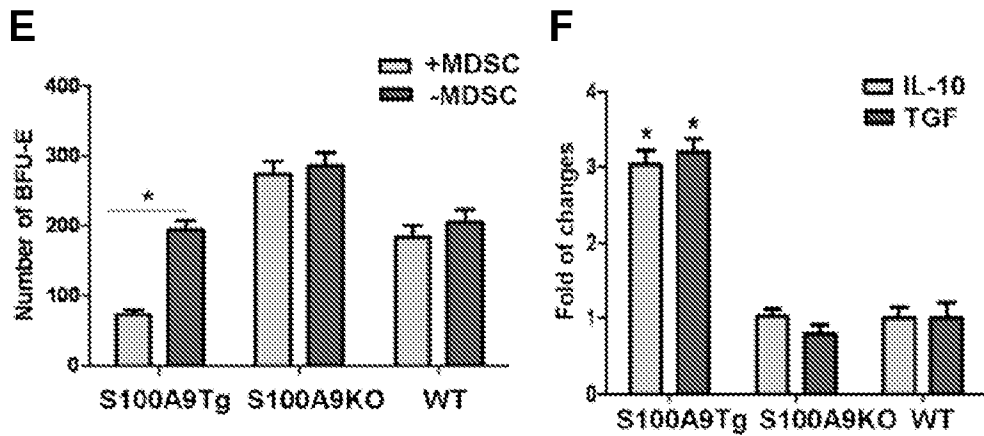 E
+MDSC
-MDSC
Number of BFU-E
400
300
200
100
0
*
S100A9Tg S100A9KO WT
F
IL-10
TGF
Fold of changes
4
3
2
1
0
* *
S100A9Tg S100A9KO WT